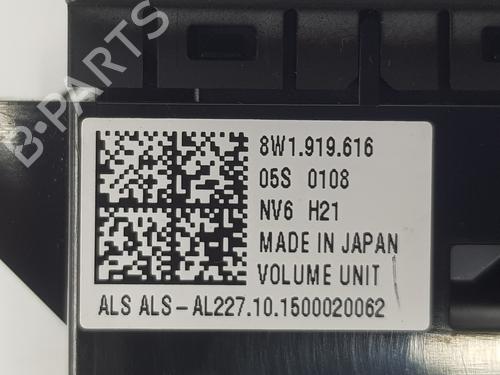 B-PARTS
8W1.919.616
05S 0108
NV6 H21
MADE IN JAPAN
VOLUME UNIT
ALS ALS-AL227.10.1500020062